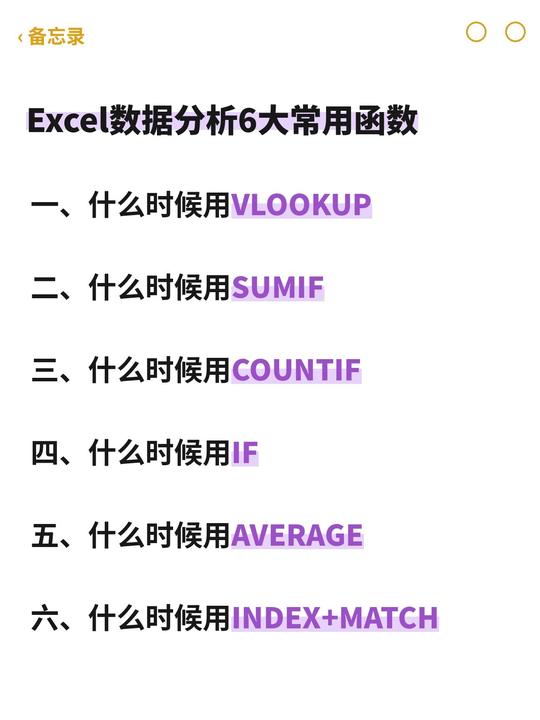 ‹ 备忘录
Excel数据分析6大常用函数
一、什么时候用VLOOKUP
二、什么时候用SUMIF
三、什么时候用COUNTIF
四、什么时候用IF
五、什么时候用AVERAGE
六、什么时候用INDEX+MATCH